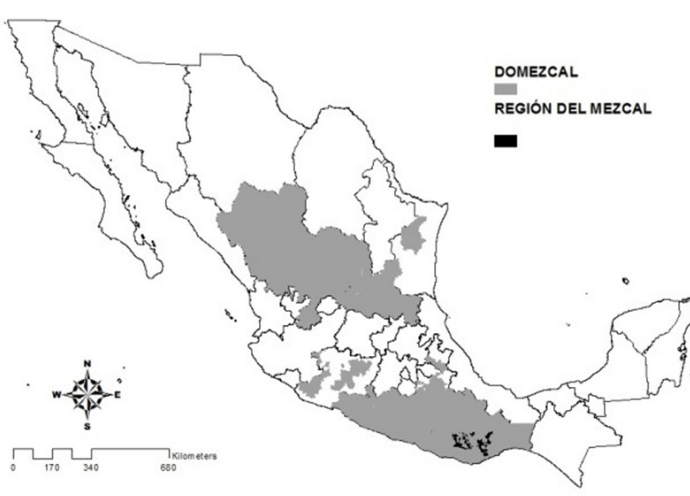 DOMEZCAL
REGIÓN DEL MEZCAL
N
W E
S
Kilometers
0 170 340 680